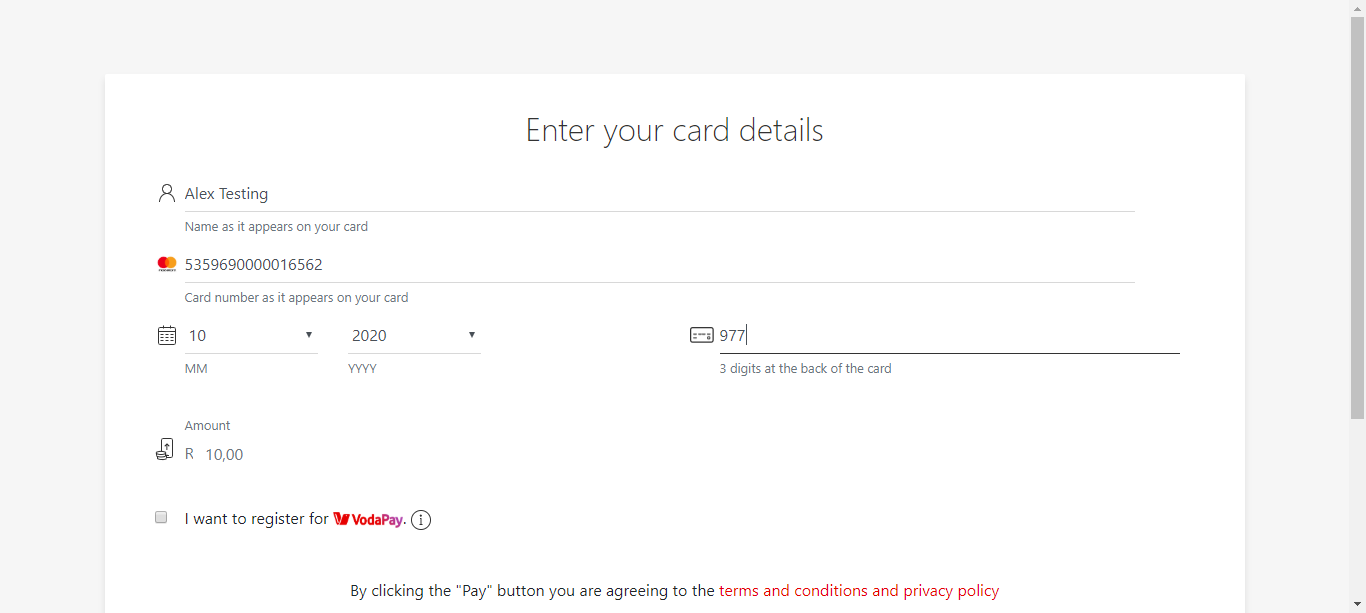 Enter your card details
Alex Testing
Name as it appears on your card
5359690000016562
Card number as it appears on your card
10 2020 977
MM YYYY 3 digits at the back of the card
Amount
R 10,00
I want to register for VodaPay.
By clicking the "Pay" button you are agreeing to the terms and conditions and privacy policy